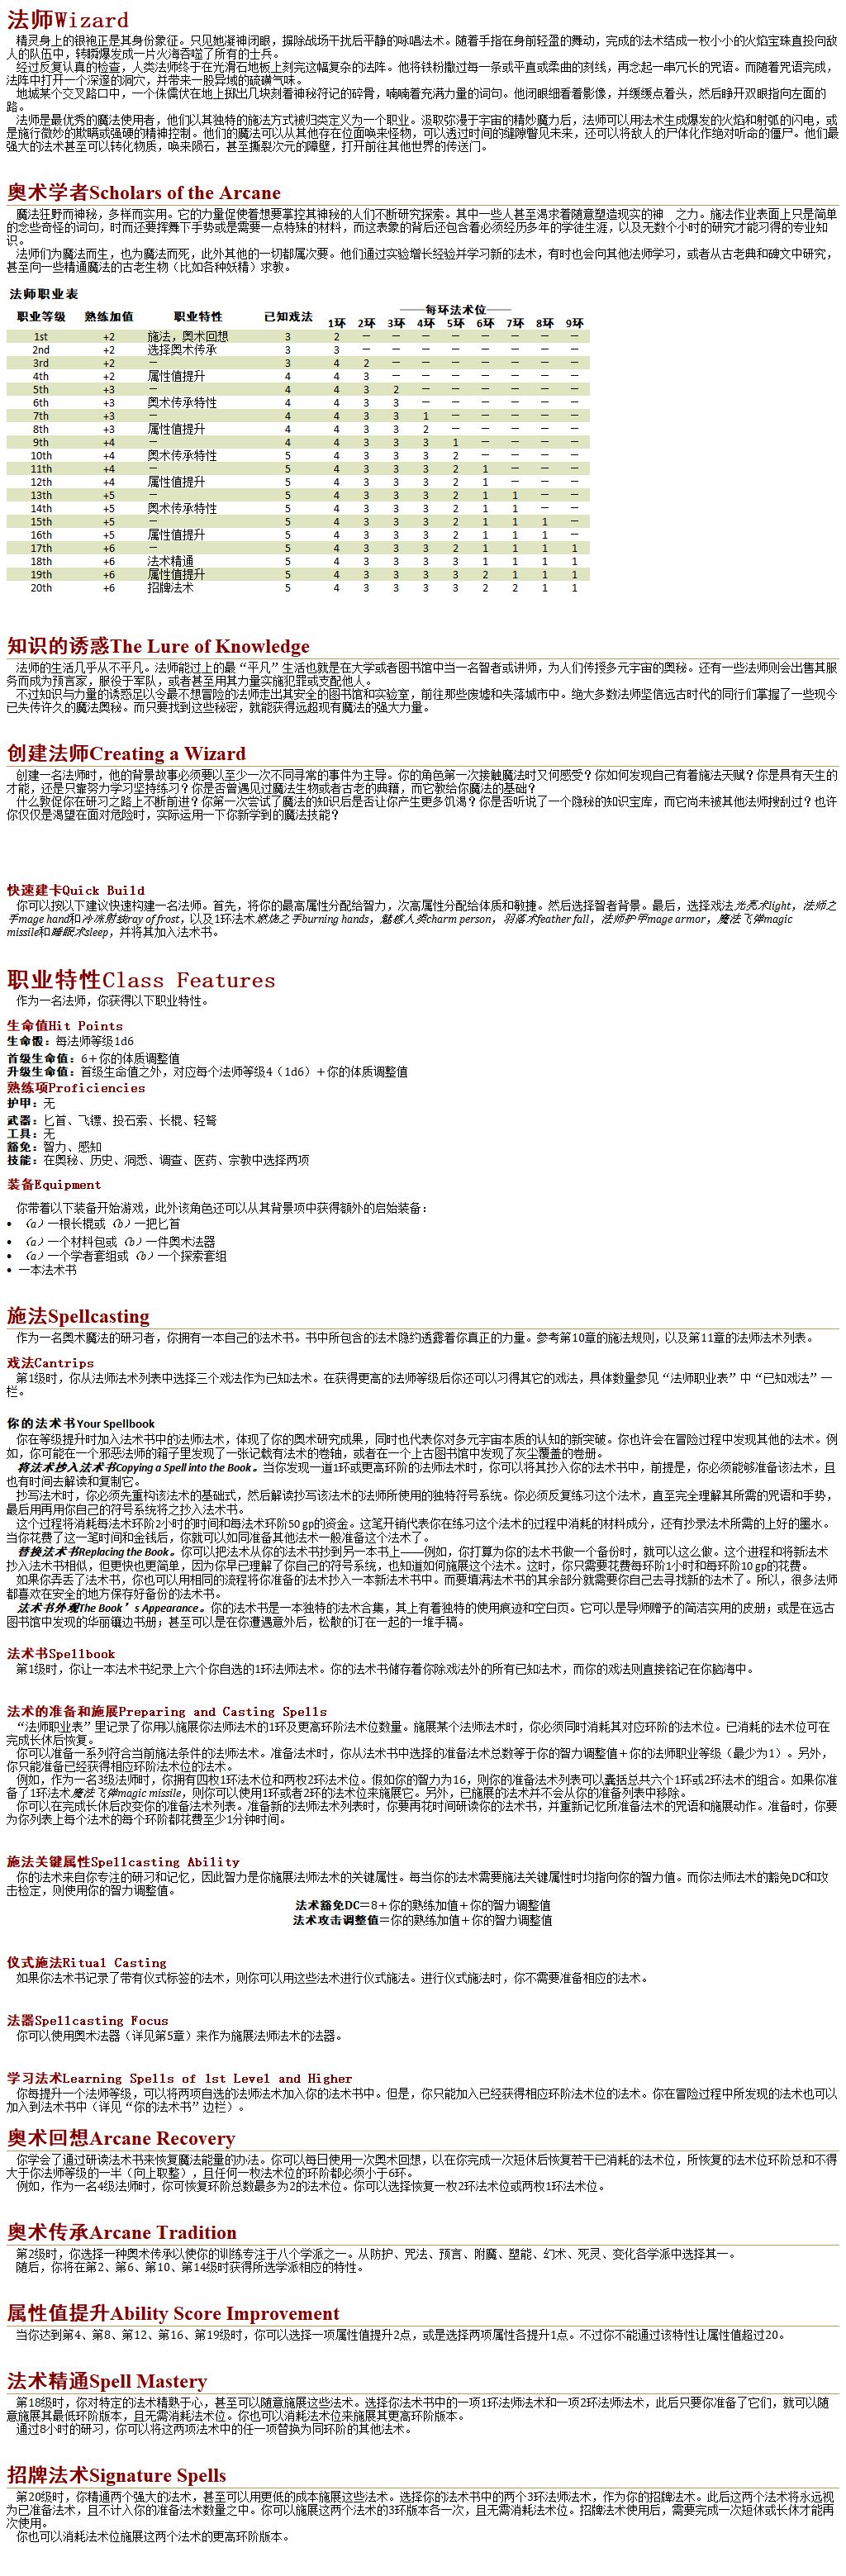 法师Wizard
精灵身上的银袍正是其身份象征。只见她凝神闭眼，摒除战场干扰后平静的咏唱法术。随着手指在身前轻盈的舞动，完成的法术结成一枚小小的火焰宝珠直投向敌
人的队伍中，转瞬爆发成一片火海吞噬了所有的士兵。
经过反复认真的检查，人类法师终于在光滑石地板上刻完这幅复杂的法阵。他将铁粉撒过每一条或平直或柔曲的刻线，再念起一串冗长的咒语。而随着咒语完成，
法阵中打开一个深邃的洞穴，并带来一股异域的硫磺气味。
地城某个交叉路口中，一个侏儒伏在地上掷出几块刻着神秘符记的碎骨，喃喃着充满力量的词句。他闭眼细看着影像，并缓缓点着头，然后睁开双眼指向左面的
路。
法师是最优秀的魔法使用者，他们以其独特的施法方式被归类定义为一个职业。汲取弥漫于宇宙的精妙魔力后，法师可以用法术生成爆发的火焰和射弧的闪电，或
是施行微妙的欺瞒或强硬的精神控制。他们的魔法可以从其他存在位面唤来怪物，可以透过时间的缝隙瞥见未来，还可以将敌人的尸体化作绝对听命的僵尸。他们最
强大的法术甚至可以转化物质，唤来陨石，甚至撕裂次元的障壁，打开前往其他世界的传送门。
奥术学者Scholars of the Arcane
魔法狂野而神秘，多样而实用。它的力量促使着想要掌控其神秘的人们不断研究探索。其中一些人甚至渴求着随意塑造现实的神　之力。施法作业表面上只是简单
的念些奇怪的词句，时而还要挥舞下手势或是需要一点特殊的材料，而这表象的背后还包含着必须经历多年的学徒生涯，以及无数个小时的研究才能习得的专业知
识。
法师们为魔法而生，也为魔法而死，此外其他的一切都属次要。他们通过实验增长经验并学习新的法术，有时也会向其他法师学习，或者从古老典和碑文中研究，
甚至向一些精通魔法的古老生物（比如各种妖精）求教。
法师职业表
——每环法术位——
职业等级 熟练加值 职业特性 已知戏法 1环 2环 3环 4环 5环 6环 7环 8环 9环
1st +2 施法，奥术回想 3 2 — — — — — — — —
2nd +2 选择奥术传承 3 3 — — — — — — — —
3rd +2 — 3 4 2 — — — — — — —
4th +2 属性值提升 4 4 3 — — — — — — —
5th +3 — 4 4 3 2 — — — — — —
6th +3 奥术传承特性 4 4 3 3 — — — — — —
7th +3 — 4 4 3 3 1 — — — — —
8th +3 属性值提升 4 4 3 3 2 — — — — —
9th +4 — 4 4 3 3 3 1 — — — —
10th +4 奥术传承特性 5 4 3 3 3 2 — — — —
11th +4 — 5 4 3 3 3 2 1 — — —
12th +4 属性值提升 5 4 3 3 3 2 1 — — —
13th +5 — 5 4 3 3 3 2 1 1 — —
14th +5 奥术传承特性 5 4 3 3 3 2 1 1 — —
15th +5 — 5 4 3 3 3 2 1 1 1 —
16th +5 属性值提升 5 4 3 3 3 2 1 1 1 —
17th +6 — 5 4 3 3 3 2 1 1 1 1
18th +6 法术精通 5 4 3 3 3 3 1 1 1 1
19th +6 属性值提升 5 4 3 3 3 3 2 1 1 1
20th +6 招牌法术 5 4 3 3 3 3 2 2 1 1
知识的诱惑The Lure of Knowledge
法师的生活几乎从不平凡。法师能过上的最“平凡”生活也就是在大学或者图书馆中当一名智者或讲师，为人们传授多元宇宙的奥秘。还有一些法师则会出售其服
务而成为预言家，服役于军队，或者甚至用其力量实施犯罪或支配他人。
不过知识与力量的诱惑足以令最不想冒险的法师走出其安全的图书馆和实验室，前往那些废墟和失落城市中。绝大多数法师坚信远古时代的同行们掌握了一些现今
已失传许久的魔法奥秘。而只要找到这些秘密，就能获得远超现有魔法的强大力量。
创建法师Creating a Wizard
创建一名法师时，他的背景故事必须要以至少一次不同寻常的事件为主导。你的角色第一次接触魔法时又何感受？你如何发现自己有着施法天赋？你是具有天生的
才能，还是只靠努力学习坚持练习？你是否曾遇见过魔法生物或者古老的典籍，而它教给你魔法的基础？
什么敦促你在研习之路上不断前进？你第一次尝试了魔法的知识后是否让你产生更多饥渴？你是否听说了一个隐秘的知识宝库，而它尚未被其他法师搜刮过？也许
你仅仅是渴望在面对危险时，实际运用一下你新学到的魔法技能？
快速建卡Quick Build
你可以按以下建议快速构建一名法师。首先，将你的最高属性分配给智力，次高属性分配给体质和敏捷。然后选择智者背景。最后，选择戏法光亮术light，法师之
手mage hand和冷冻射线ray of frost，以及1环法术燃烧之手burning hands，魅惑人类charm person，羽落术feather fall，法师护甲mage armor，魔法飞弹magic
missile和睡眠术sleep，并将其加入法术书。
职业特性Class Features
作为一名法师，你获得以下职业特性。
生命值Hit Points
生命骰：每法师等级1d6
首级生命值：6＋你的体质调整值
升级生命值：首级生命值之外，对应每个法师等级4（1d6）＋你的体质调整值
熟练项Proficiencies
护甲：无
武器：匕首、飞镖、投石索、长棍、轻弩
工具：无
豁免：智力、感知
技能：在奥秘、历史、洞悉、调查、医药、宗教中选择两项
装备Equipment
你带着以下装备开始游戏，此外该角色还可以从其背景项中获得额外的启始装备：
• （a）一根长棍或（b）一把匕首
• （a）一个材料包或（b）一件奥术法器
• （a）一个学者套组或（b）一个探索套组
• 一本法术书
施法Spellcasting
作为一名奥术魔法的研习者，你拥有一本自己的法术书。书中所包含的法术隐约透露着你真正的力量。参考第10章的施法规则，以及第11章的法师法术列表。
戏法Cantrips
第1级时，你从法师法术列表中选择三个戏法作为已知法术。在获得更高的法师等级后你还可以习得其它的戏法，具体数量参见“法师职业表”中“已知戏法”一
栏。
你的法术书Your Spellbook
你在等级提升时加入法术书中的法师法术，体现了你的奥术研究成果，同时也代表你对多元宇宙本质的认知的新突破。你也许会在冒险过程中发现其他的法术。例
如，你可能在一个邪恶法师的箱子里发现了一张记载有法术的卷轴，或者在一个上古图书馆中发现了灰尘覆盖的卷册。
将法术抄入法术书Copying a Spell into the Book。当你发现一道1环或更高环阶的法师法术时，你可以将其抄入你的法术书中，前提是，你必须能够准备该法术，且
也有时间去解读和复制它。
抄写法术时，你必须先重构该法术的基础式，然后解读抄写该法术的法师所使用的独特符号系统。你必须反复练习这个法术，直至完全理解其所需的咒语和手势，
最后用再用你自己的符号系统将之抄入法术书。
这个过程将消耗每法术环阶2小时的时间和每法术环阶50 gp的资金。这笔开销代表你在练习这个法术的过程中消耗的材料成分，还有抄录法术所需的上好的墨水。
当你花费了这一笔时间和金钱后，你就可以如同准备其他法术一般准备这个法术了。
替换法术书Replacing the Book。你可以把法术从你的法术书抄到另一本书上——例如，你打算为你的法术书做一个备份时，就可以这么做。这个进程和将新法术
抄入法术书相似，但更快也更简单，因为你早已理解了你自己的符号系统，也知道如何施展这个法术。这时，你只需要花费每环阶1小时和每环阶10 gp的花费。
如果你弄丢了法术书，你也可以用相同的流程将你准备的法术抄入一本新法术书中。而要填满法术书的其余部分就需要你自己去寻找新的法术了。所以，很多法师
都喜欢在安全的地方保存好备份的法术书。
法术书外观The Book’s Appearance。你的法术书是一本独特的法术合集，其上有着独特的使用痕迹和空白页。它可以是导师赠予的简洁实用的皮册；或是在远古
图书馆中发现的华丽镶边书册；甚至可以是在你遭遇意外后，松散的订在一起的一堆手稿。
法术书Spellbook
第1级时，你让一本法术书纪录上六个你自选的1环法师法术。你的法术书储存着你除戏法外的所有已知法术，而你的戏法则直接铭记在你脑海中。
法术的准备和施展Preparing and Casting Spells
“法师职业表”里记录了你用以施展你法师法术的1环及更高环阶法术位数量。施展某个法师法术时，你必须同时消耗其对应环阶的法术位。已消耗的法术位可在
完成长休后恢复。
你可以准备一系列符合当前施法条件的法师法术。准备法术时，你从法术书中选择的准备法术总数等于你的智力调整值＋你的法师职业等级（最少为1）。另外，
你只能准备已经获得相应环阶法术位的法术。
例如，作为一名3级法师时，你拥有四枚1环法术位和两枚2环法术位。假如你的智力为16，则你的准备法术列表可以囊括总共六个1环或2环法术的组合。如果你准
备了1环法术魔法飞弹magic missile，则你可以使用1环或者2环的法术位来施展它。另外，已施展的法术并不会从你的准备列表中移除。
你可以在完成长休后改变你的准备法术列表。准备新的法师法术列表时，你要再花时间研读你的法术书，并重新记忆所准备法术的咒语和施展动作。准备时，你要
为你列表上每个法术的每个环阶都花费至少1分钟时间。
施法关键属性Spellcasting Ability
你的法术来自你专注的研习和记忆，因此智力是你施展法师法术的关键属性。每当你的法术需要施法关键属性时均指向你的智力值。而你法师法术的豁免DC和攻
击检定，则使用你的智力调整值。
法术豁免DC＝8＋你的熟练加值＋你的智力调整值
法术攻击调整值＝你的熟练加值＋你的智力调整值
仪式施法Ritual Casting
如果你法术书记录了带有仪式标签的法术，则你可以用这些法术进行仪式施法。进行仪式施法时，你不需要准备相应的法术。
法器Spellcasting Focus
你可以使用奥术法器（详见第5章）来作为施展法师法术的法器。
学习法术Learning Spells of 1st Level and Higher
你每提升一个法师等级，可以将两项自选的法师法术加入你的法术书中。但是，你只能加入已经获得相应环阶法术位的法术。你在冒险过程中所发现的法术也可以
加入到法术书中（详见“你的法术书”边栏）。
奥术回想Arcane Recovery
你学会了通过研读法术书来恢复魔法能量的办法。你可以每日使用一次奥术回想，以在你完成一次短休后恢复若干已消耗的法术位，所恢复的法术位环阶总和不得
大于你法师等级的一半（向上取整），且任何一枚法术位的环阶都必须小于6环。
例如，作为一名4级法师时，你可恢复环阶总数最多为2的法术位。你可以选择恢复一枚2环法术位或两枚1环法术位。
奥术传承Arcane Tradition
第2级时，你选择一种奥术传承以使你的训练专注于八个学派之一。从防护、咒法、预言、附魔、塑能、幻术、死灵、变化各学派中选择其一。
随后，你将在第2、第6、第10、第14级时获得所选学派相应的特性。
属性值提升Ability Score Improvement
当你达到第4、第8、第12、第16、第19级时，你可以选择一项属性值提升2点，或是选择两项属性各提升1点。不过你不能通过该特性让属性值超过20。
法术精通Spell Mastery
第18级时，你对特定的法术精熟于心，甚至可以随意施展这些法术。选择你法术书中的一项1环法师法术和一项2环法师法术，此后只要你准备了它们，就可以随
意施展其最低环阶版本，且无需消耗法术位。你也可以消耗法术位来施展其更高环阶版本。
通过8小时的研习，你可以将这两项法术中的任一项替换为同环阶的其他法术。
招牌法术Signature Spells
第20级时，你精通两个强大的法术，甚至可以用更低的成本施展这些法术。选择你的法术书中的两个3环法师法术，作为你的招牌法术。此后这两个法术将永远视
为已准备法术，且不计入你的准备法术数量之中。你可以施展这两个法术的3环版本各一次，且无需消耗法术位。招牌法术使用后，需要完成一次短休或长休才能再
次使用。
你也可以消耗法术位施展这两个法术的更高环阶版本。